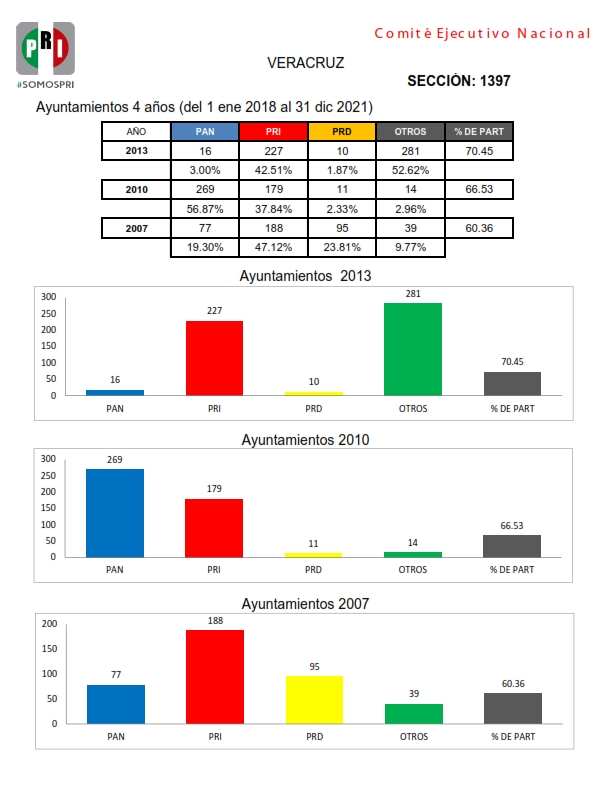 PRI
#SOMOSPRI
Comité Ejecutivo Nacional
VERACRUZ
SECCIÒN: 1397
Ayuntamientos 4 años (del 1 ene 2018 al 31 dic 2021)
AÑO PAN PRI PRD OTROS % DE PART
2013 16 227 10 281 70.45
3.00% 42.51% 1.87% 52.62%
2010 269 179 11 14 66.53
56.87% 37.84% 2.33% 2.96%
2007 77 188 95 39 60.36
19.30% 47.12% 23.81% 9.77%
Ayuntamientos 2013
300
250
200
150
100
50
0
16
227
10
281
70.45
PAN PRI PRD OTROS % DE PART
Ayuntamientos 2010
300
250
200
150
100
50
0
269
179
11
14
66.53
PAN PRI PRD OTROS % DE PART
Ayuntamientos 2007
200
150
100
50
0
77
188
95
39
60.36
PAN PRI PRD OTROS % DE PART